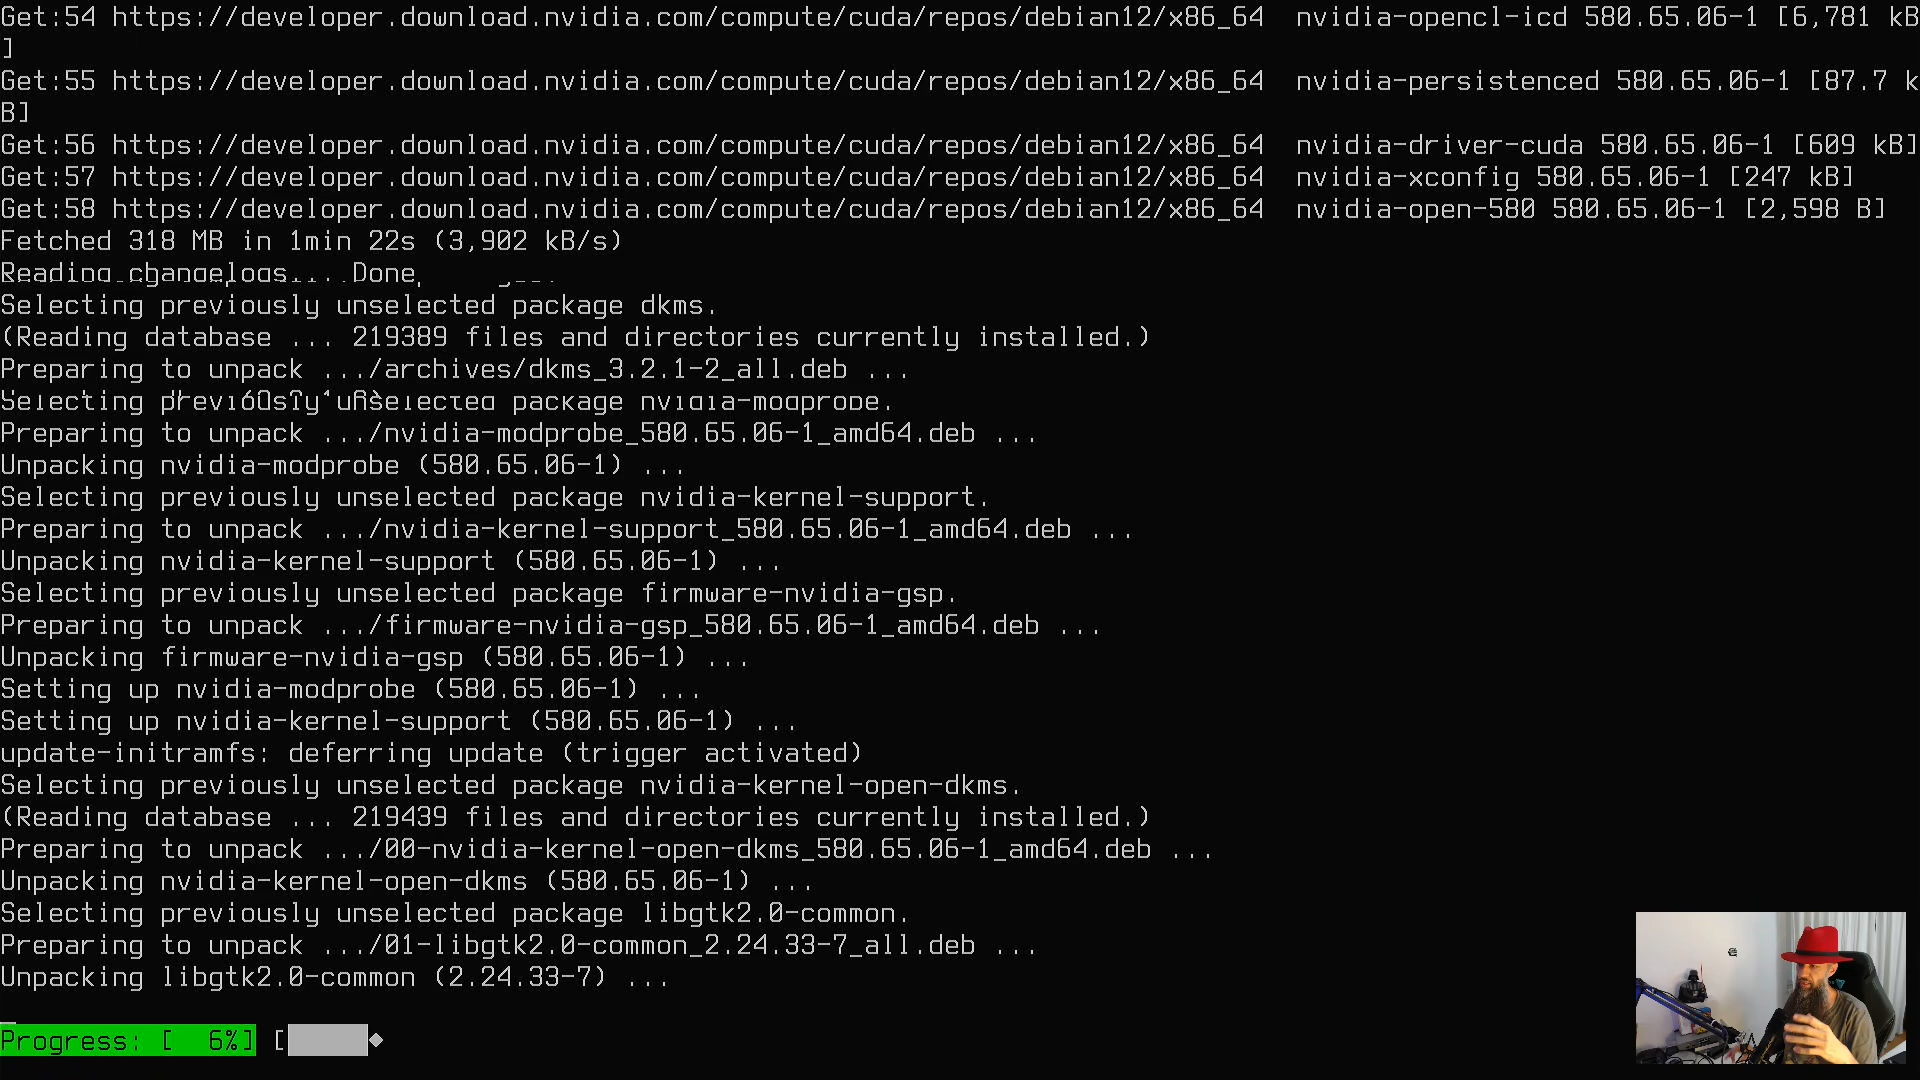 Get:54 https://developer.download.nvidia.com/compute/cuda/repos/debian12/x86_64  nvidia-opencl-icd 580.65.06-1 [6,781 kB
]
Get:55 https://developer.download.nvidia.com/compute/cuda/repos/debian12/x86_64  nvidia-persistenced 580.65.06-1 [87.7 k
B]
Get:56 https://developer.download.nvidia.com/compute/cuda/repos/debian12/x86_64  nvidia-driver-cuda 580.65.06-1 [609 kB]
Get:57 https://developer.download.nvidia.com/compute/cuda/repos/debian12/x86_64  nvidia-xconfig 580.65.06-1 [247 kB]
Get:58 https://developer.download.nvidia.com/compute/cuda/repos/debian12/x86_64  nvidia-open-580 580.65.06-1 [2,598 B]
Fetched 318 MB in 1min 22s (3,902 kB/s)
Reading changelogs... Done
Selecting previously unselected package dkms.
(Reading database ... 219389 files and directories currently installed.)
Preparing to unpack .../archives/dkms_3.2.1-2_all.deb ...
Selecting previously unselected package nvidia-modprobe.
Preparing to unpack .../nvidia-modprobe_580.65.06-1_amd64.deb ...
Unpacking nvidia-modprobe (580.65.06-1) ...
Selecting previously unselected package nvidia-kernel-support.
Preparing to unpack .../nvidia-kernel-support_580.65.06-1_amd64.deb ...
Unpacking nvidia-kernel-support (580.65.06-1) ...
Selecting previously unselected package firmware-nvidia-gsp.
Preparing to unpack .../firmware-nvidia-gsp_580.65.06-1_amd64.deb ...
Unpacking firmware-nvidia-gsp (580.65.06-1) ...
Setting up nvidia-modprobe (580.65.06-1) ...
Setting up nvidia-kernel-support (580.65.06-1) ...
update-initramfs: deferring update (trigger activated)
Selecting previously unselected package nvidia-kernel-open-dkms.
(Reading database ... 219439 files and directories currently installed.)
Preparing to unpack .../00-nvidia-kernel-open-dkms_580.65.06-1_amd64.deb ...
Unpacking nvidia-kernel-open-dkms (580.65.06-1) ...
Selecting previously unselected package libgtk2.0-common.
Preparing to unpack .../01-libgtk2.0-common_2.24.33-7_all.deb ...
Unpacking libgtk2.0-common (2.24.33-7) ...
Progress: [  6%] [